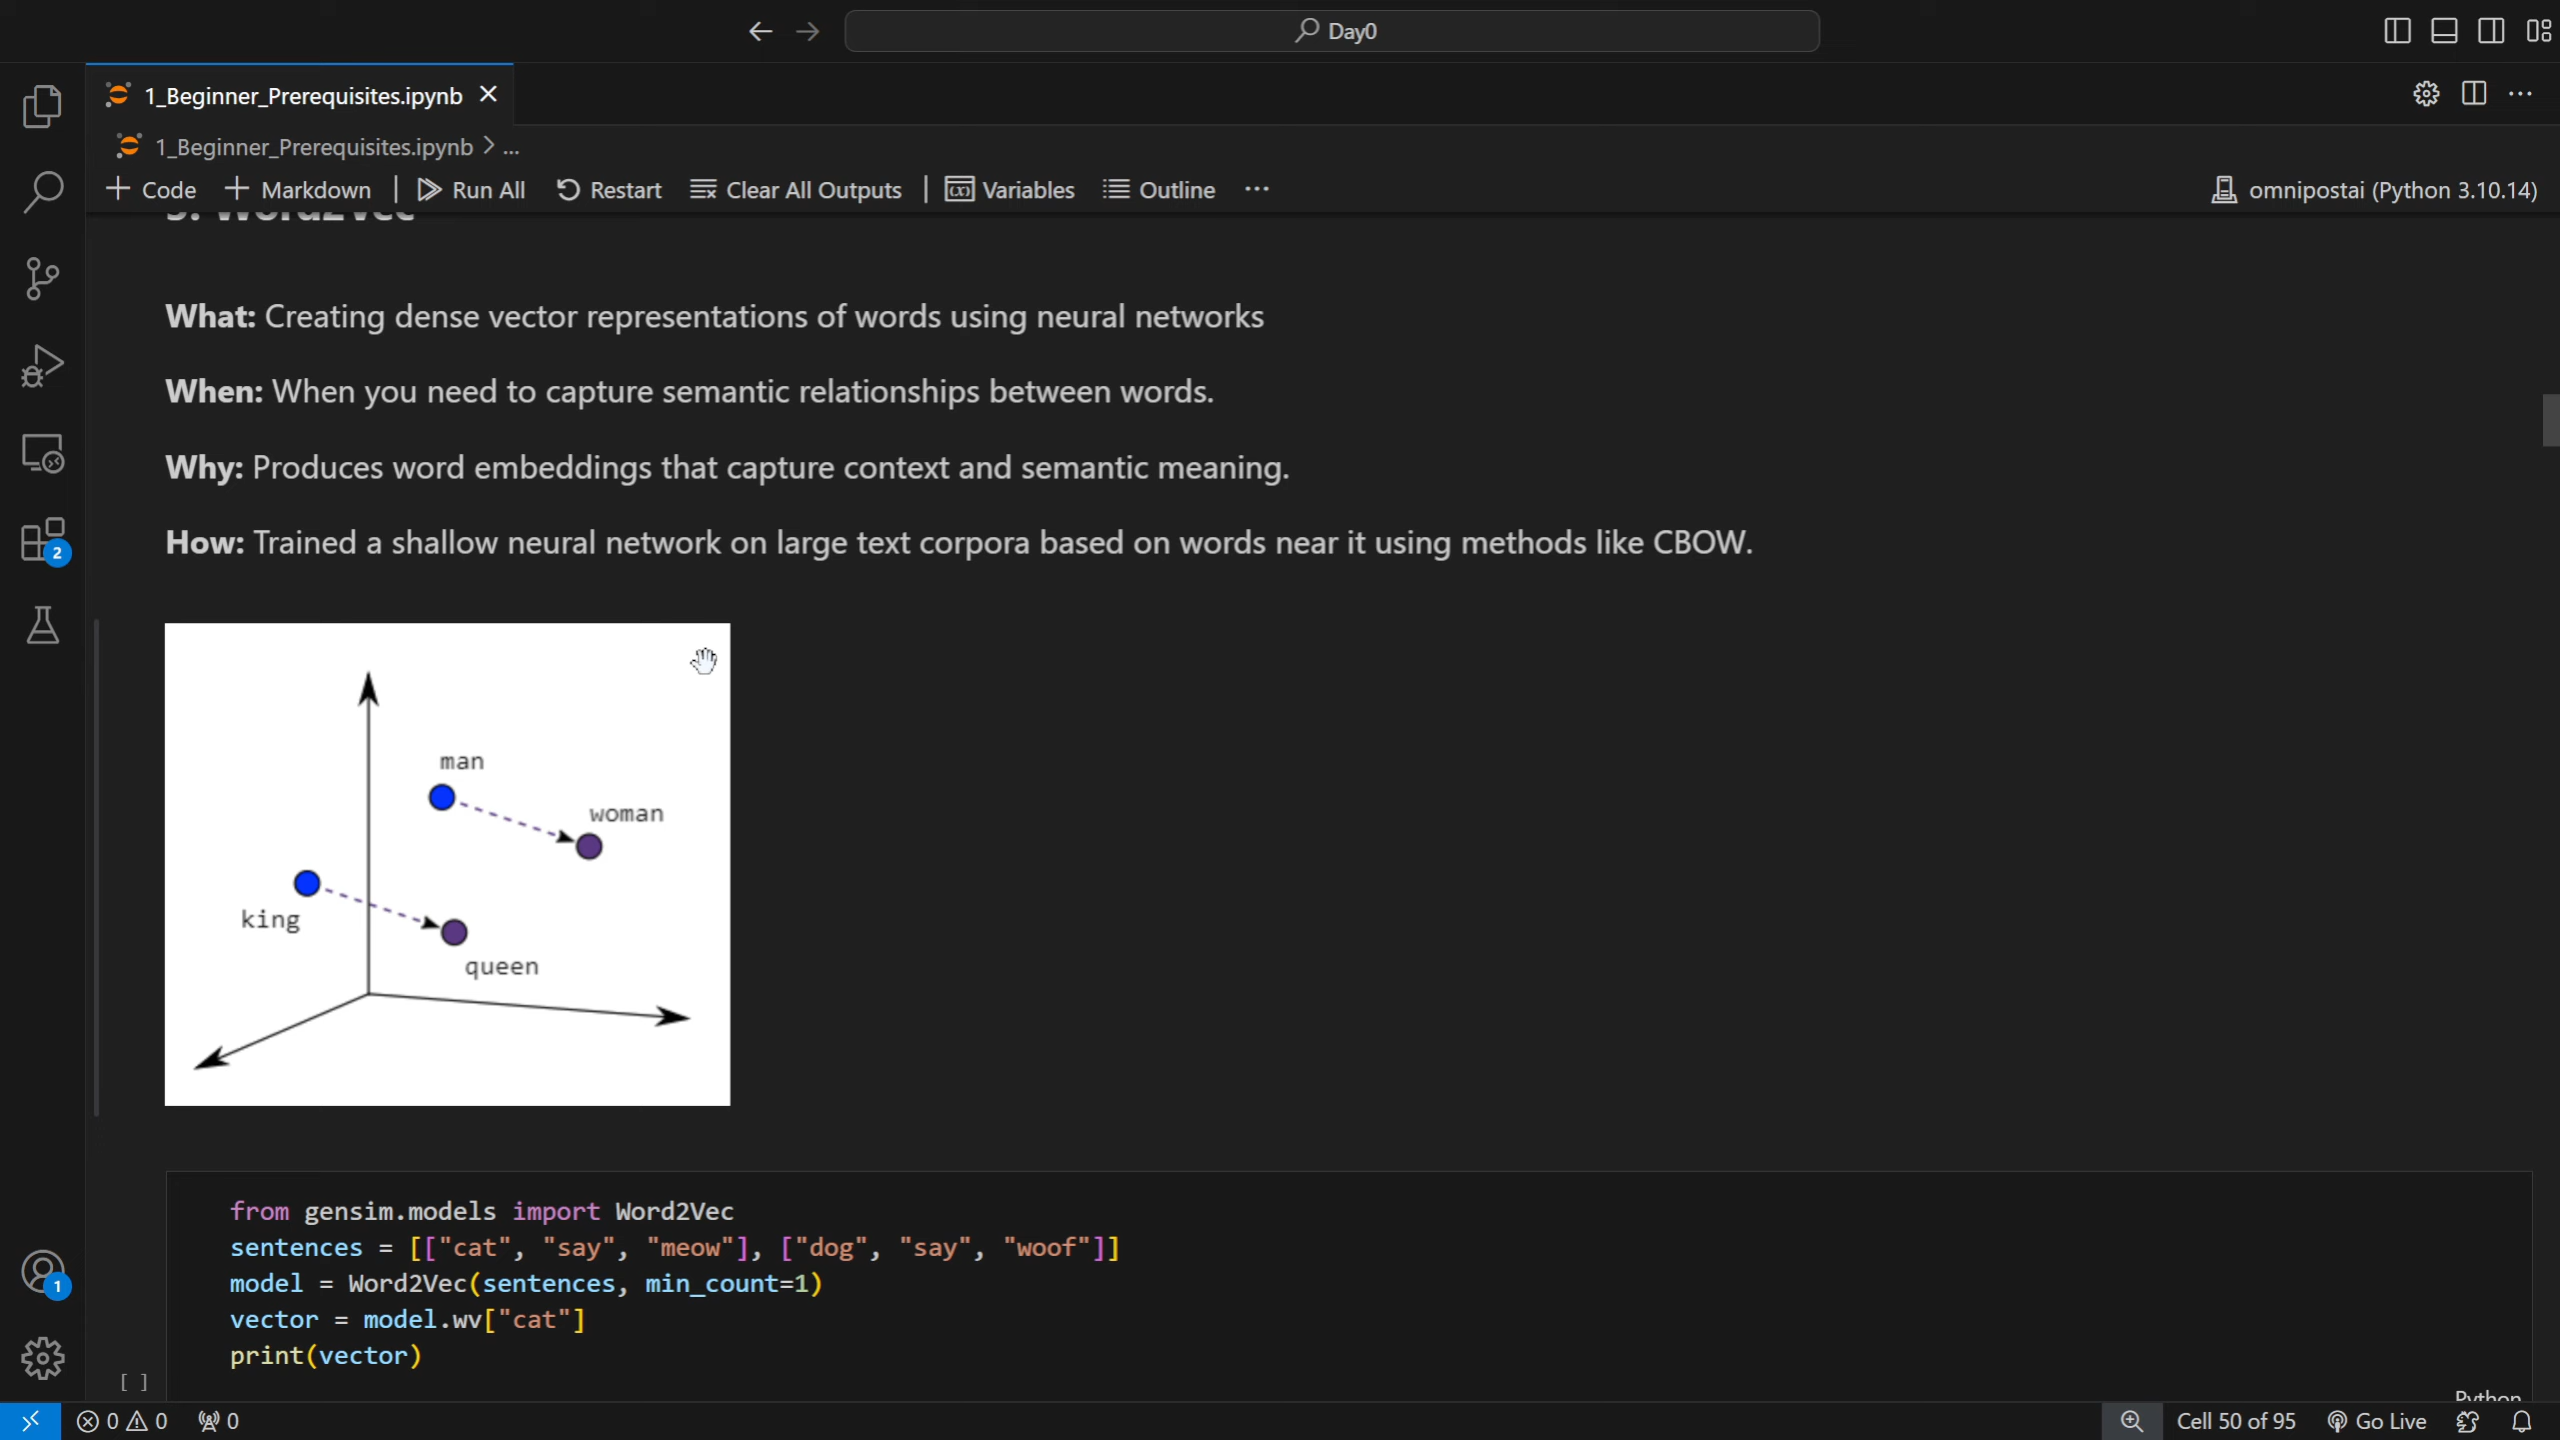 Day0
1_Beginner_Prerequisites.ipynb
1_Beginner_Prerequisites.ipynb > ...
Code Markdown Run All Restart Clear All Outputs Variables Outline ... omnipostai (Python 3.10.14)
What: Creating dense vector representations of words using neural networks
When: When you need to capture semantic relationships between words.
Why: Produces word embeddings that capture context and semantic meaning.
How: Trained a shallow neural network on large text corpora based on words near it using methods like CBOW.
2
man
woman
king
queen
from gensim.models import Word2Vec
sentences = [["cat", "say", "meow"], ["dog", "say", "woof"]]
model = Word2Vec(sentences, min_count=1)
vector = model.wv["cat"]
print(vector)
1
[ ]
Python
0 0 0 Cell 50 of 95 Go Live